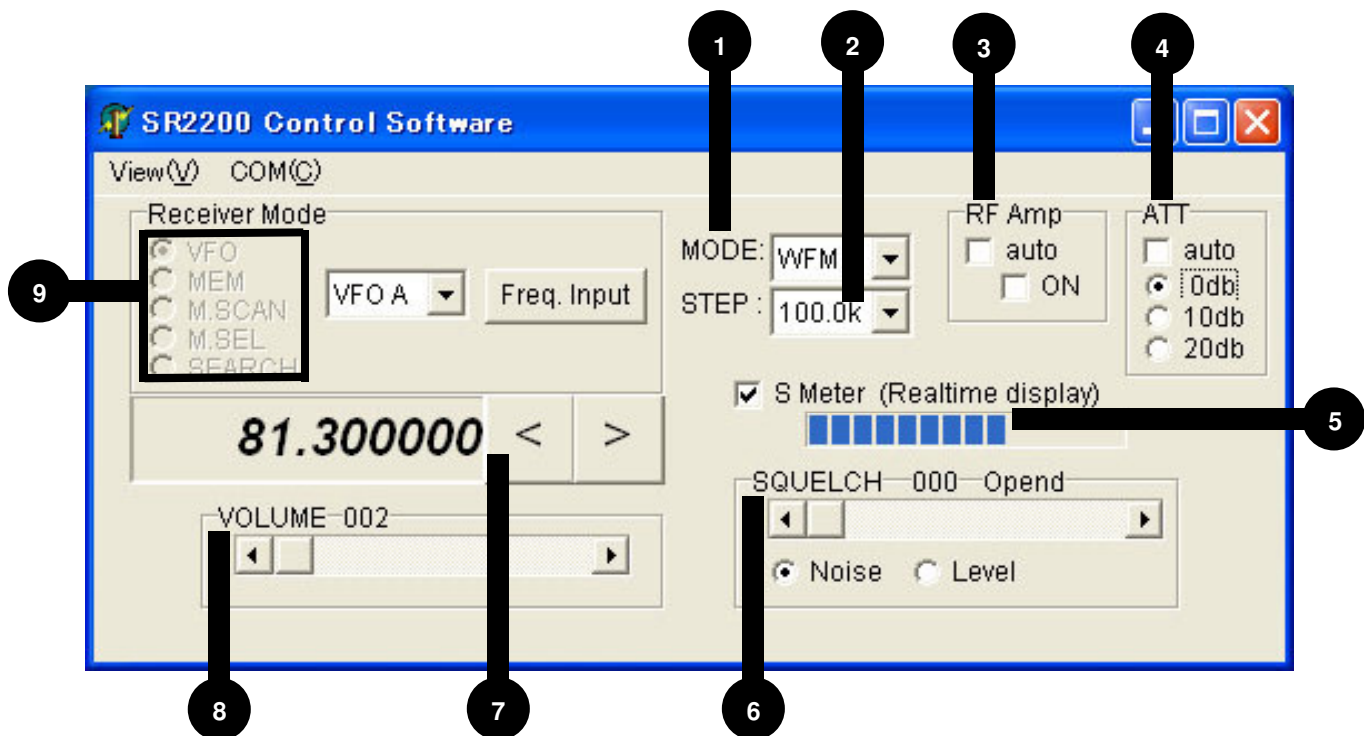 1 2 3 4
SR2200 Control Software
View(V) COM(C)
Receiver Mode
VFO
MEM
M.SCAN
M.SEL
SEARCH
9
VFO A
Freq. Input
MODE: WFM
STEP : 100.0k
RF Amp
auto
ON
ATT
auto
0db
10db
20db
S Meter (Realtime display)
5
81.300000 < >
VOLUME 002
SQUELCH 000 Opend
Noise Level
8 7 6